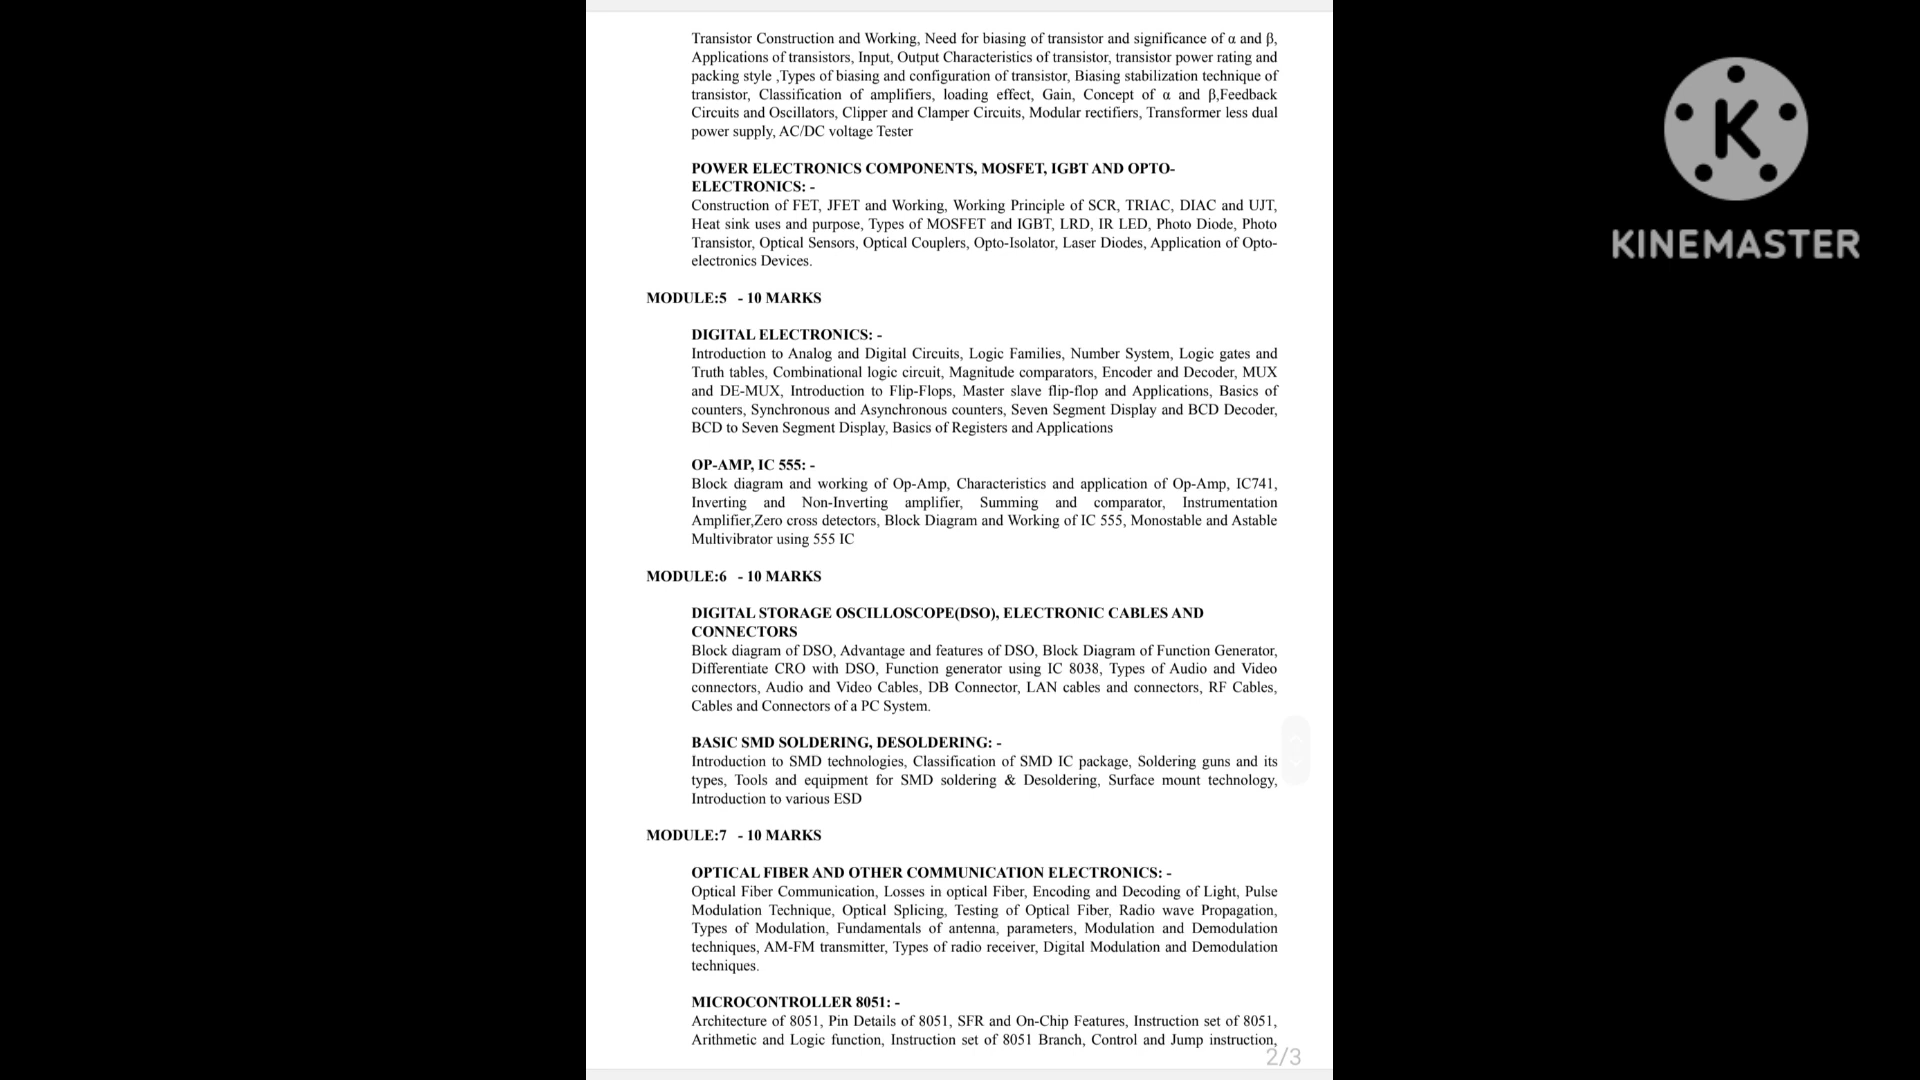 Transistor Construction and Working, Need for biasing of transistor and significance of α and β,
Applications of transistors, Input, Output Characteristics of transistor, transistor power rating and
packing style ,Types of biasing and configuration of transistor, Biasing stabilization technique of
transistor, Classification of amplifiers, loading effect, Gain, Concept of α and β,Feedback
Circuits and Oscillators, Clipper and Clamper Circuits, Modular rectifiers, Transformer less dual
power supply, AC/DC voltage Tester
POWER ELECTRONICS COMPONENTS, MOSFET, IGBT AND OPTO-
ELECTRONICS: -
Construction of FET, JFET and Working, Working Principle of SCR, TRIAC, DIAC and UJT,
Heat sink uses and purpose, Types of MOSFET and IGBT, LRD, IR LED, Photo Diode, Photo
Transistor, Optical Sensors, Optical Couplers, Opto-Isolator, Laser Diodes, Application of Opto-
electronics Devices.
MODULE:5 - 10 MARKS
DIGITAL ELECTRONICS: -
Introduction to Analog and Digital Circuits, Logic Families, Number System, Logic gates and
Truth tables, Combinational logic circuit, Magnitude comparators, Encoder and Decoder, MUX
and DE-MUX, Introduction to Flip-Flops, Master slave flip-flop and Applications, Basics of
counters, Synchronous and Asynchronous counters, Seven Segment Display and BCD Decoder,
BCD to Seven Segment Display, Basics of Registers and Applications
OP-AMP, IC 555: -
Block diagram and working of Op-Amp, Characteristics and application of Op-Amp, IC741,
Inverting and Non-Inverting amplifier, Summing and comparator, Instrumentation
Amplifier,Zero cross detectors, Block Diagram and Working of IC 555, Monostable and Astable
Multivibrator using 555 IC
MODULE:6 - 10 MARKS
DIGITAL STORAGE OSCILLOSCOPE(DSO), ELECTRONIC CABLES AND
CONNECTORS
Block diagram of DSO, Advantage and features of DSO, Block Diagram of Function Generator,
Differentiate CRO with DSO, Function generator using IC 8038, Types of Audio and Video
connectors, Audio and Video Cables, DB Connector, LAN cables and connectors, RF Cables,
Cables and Connectors of a PC System.
BASIC SMD SOLDERING, DESOLDERING: -
Introduction to SMD technologies, Classification of SMD IC package, Soldering guns and its
types, Tools and equipment for SMD soldering & Desoldering, Surface mount technology,
Introduction to various ESD
MODULE:7 - 10 MARKS
OPTICAL FIBER AND OTHER COMMUNICATION ELECTRONICS: -
Optical Fiber Communication, Losses in optical Fiber, Encoding and Decoding of Light, Pulse
Modulation Technique, Optical Splicing, Testing of Optical Fiber, Radio wave Propagation,
Types of Modulation, Fundamentals of antenna, parameters, Modulation and Demodulation
techniques, AM-FM transmitter, Types of radio receiver, Digital Modulation and Demodulation
techniques.
MICROCONTROLLER 8051: -
Architecture of 8051, Pin Details of 8051, SFR and On-Chip Features, Instruction set of 8051,
Arithmetic and Logic function, Instruction set of 8051 Branch, Control and Jump instruction,
2/3
K
KINEMASTER